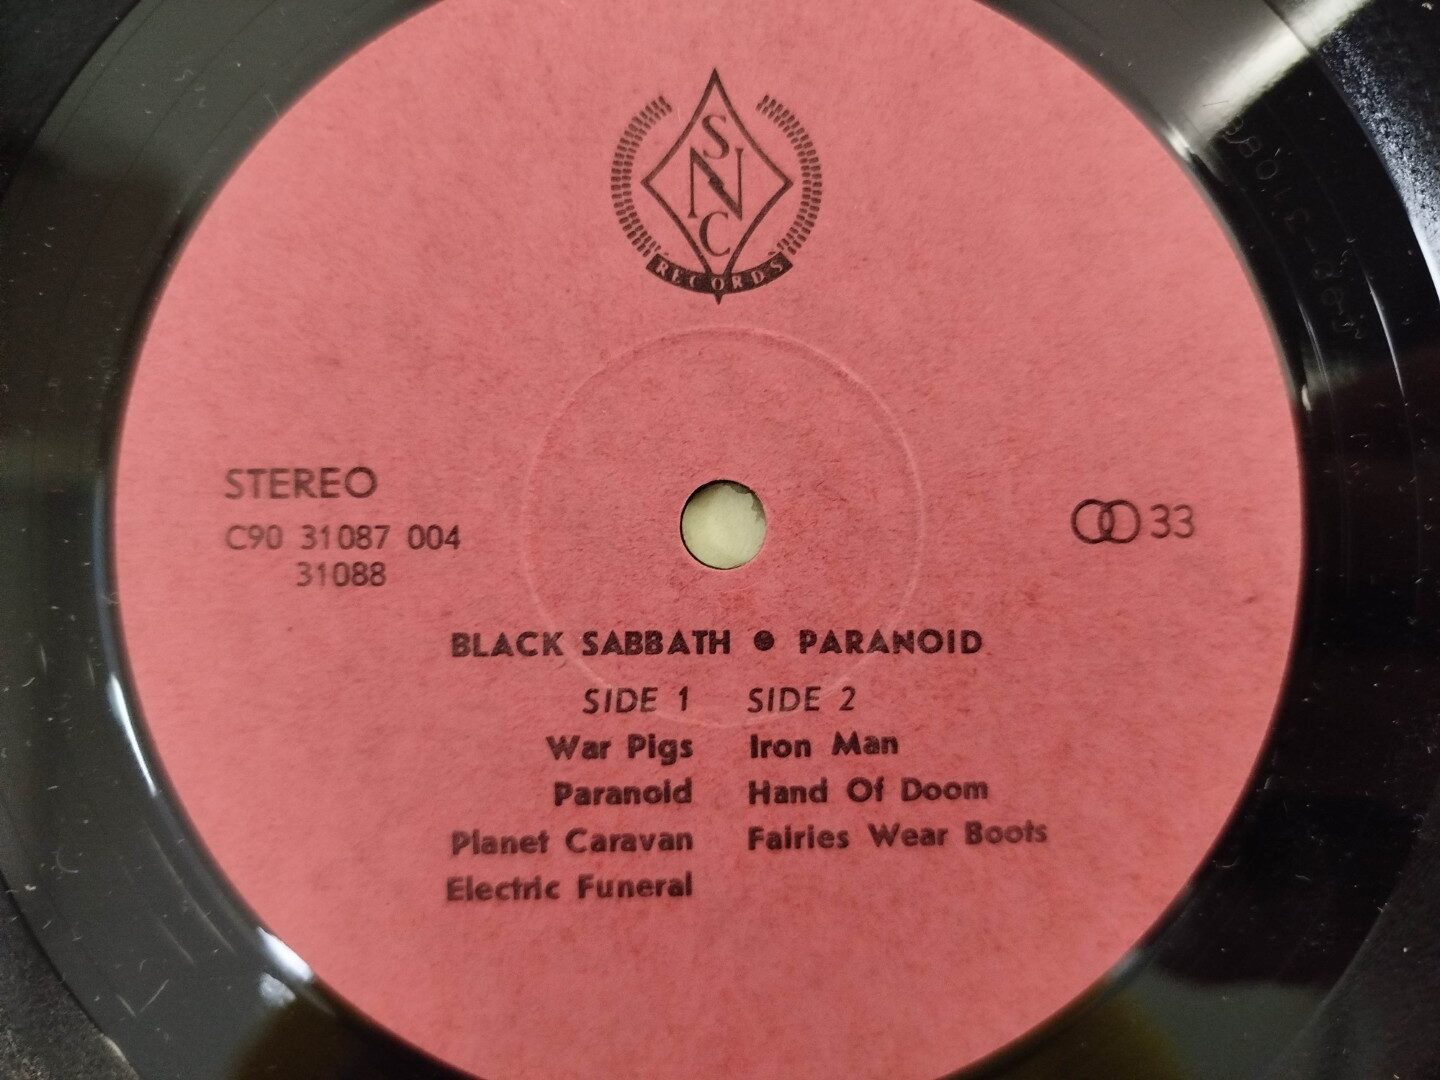 SNC
RECORDS
STEREO
C90 31087 004
31088
33
BLACK SABBATH ● PARANOID
SIDE 1 SIDE 2
War Pigs Iron Man
Paranoid Hand Of Doom
Planet Caravan Fairies Wear Boots
Electric Funeral